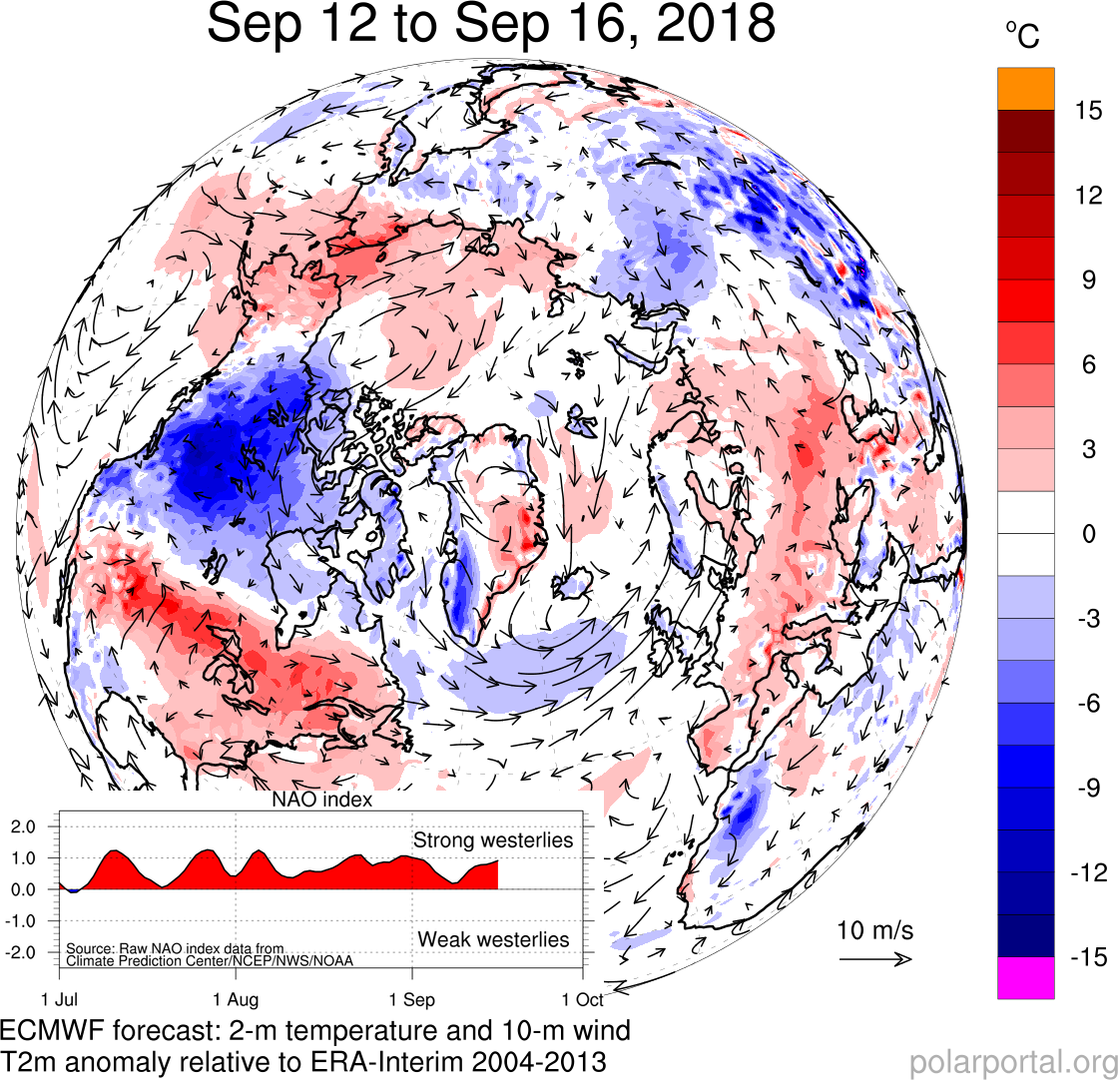 Sep 12 to Sep 16, 2018
°C
15
12
9
6
3
0
-3
-6
-9
-12
-15
10 m/s
NAO index
2.0
1.0
0.0
-1.0
-2.0
Strong westerlies
Weak westerlies
Source: Raw NAO index data from
Climate Prediction Center/NCEP/NWS/NOAA
1 Jul 1 Aug 1 Sep 1 Oct
ECMWF forecast: 2-m temperature and 10-m wind
T2m anomaly relative to ERA-Interim 2004-2013
polarportal.org